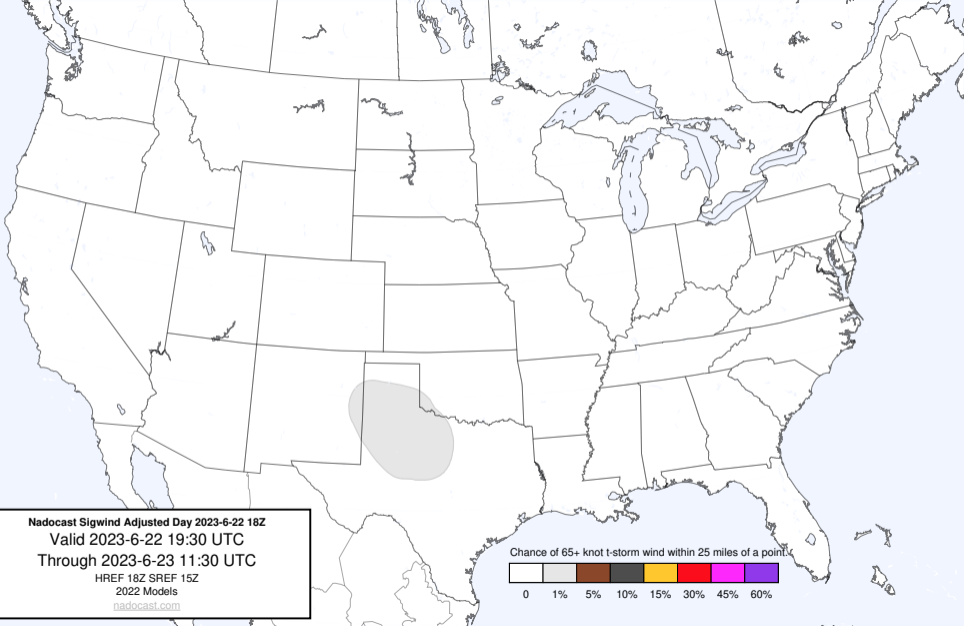 Nadocast Sigwind Adjusted Day 2023-6-22 18Z
Valid 2023-6-22 19:30 UTC
Through 2023-6-23 11:30 UTC
HREF 18Z SREF 15Z
2022 Models
nadocast.com
Chance of 65+ knot t-storm wind within 25 miles of a point.
0 1% 5% 10% 15% 30% 45% 60%